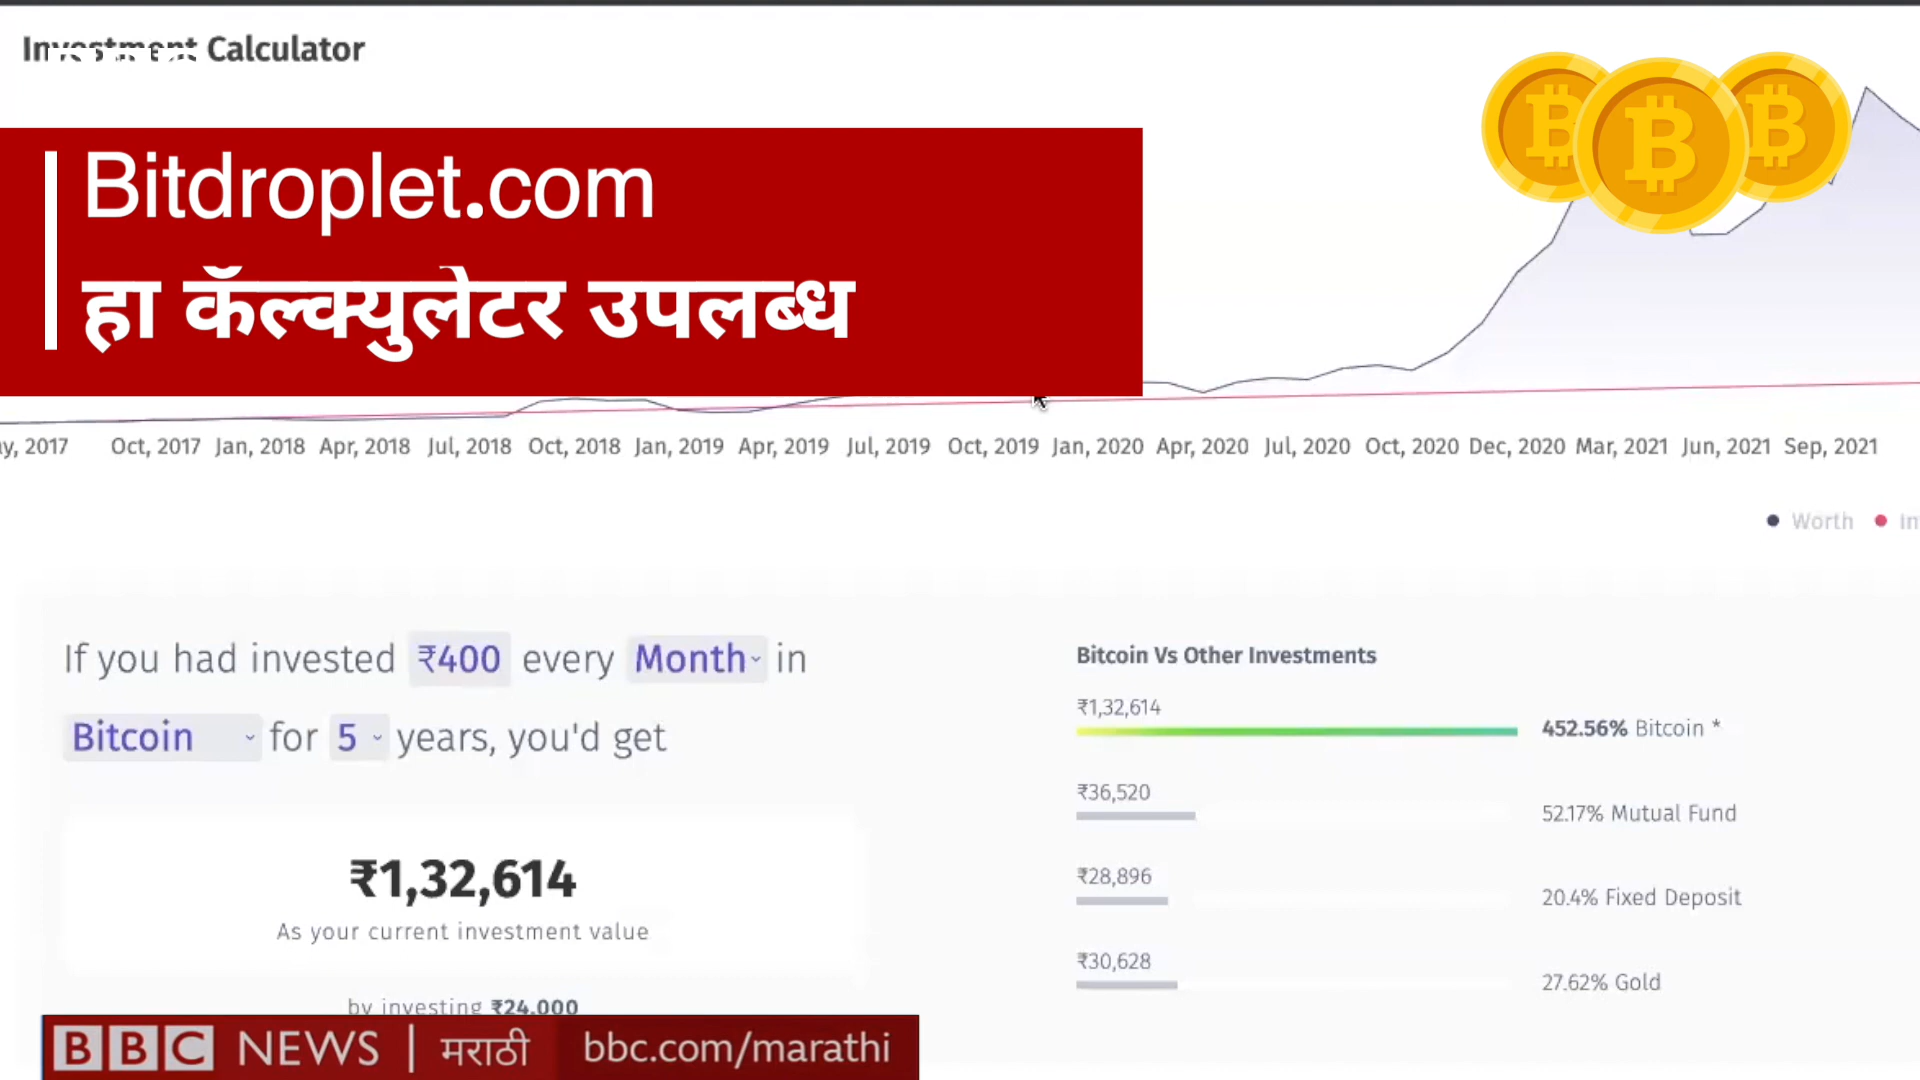 Investment Calculator
Bitdroplet.com
हा कॅल्क्युलेटर उपलब्ध
2017 Oct, 2017 Jan, 2018 Apr, 2018 Jul, 2018 Oct, 2018 Jan, 2019 Apr, 2019 Jul, 2019 Oct, 2019 Jan, 2020 Apr, 2020 Jul, 2020 Oct, 2020 Dec, 2020 Mar, 2021 Jun, 2021 Sep, 2021
Worth
If you had invested ₹400 every Month in
Bitcoin for 5 years, you'd get
₹1,32,614
As your current investment value
by investing ₹24,000
Bitcoin Vs Other Investments
₹1,32,614
452.56% Bitcoin *
₹36,520
52.17% Mutual Fund
₹28,896
20.4% Fixed Deposit
₹30,628
27.62% Gold
BBC NEWS | मराठी bbc.com/marathi